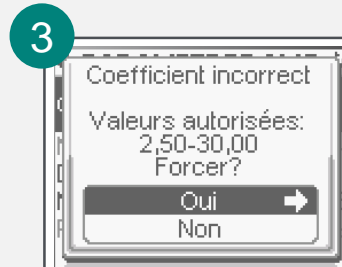 3
Coefficient incorrect
Valeurs autorisées:
2,50-30,00
Forcer?
Oui
Non